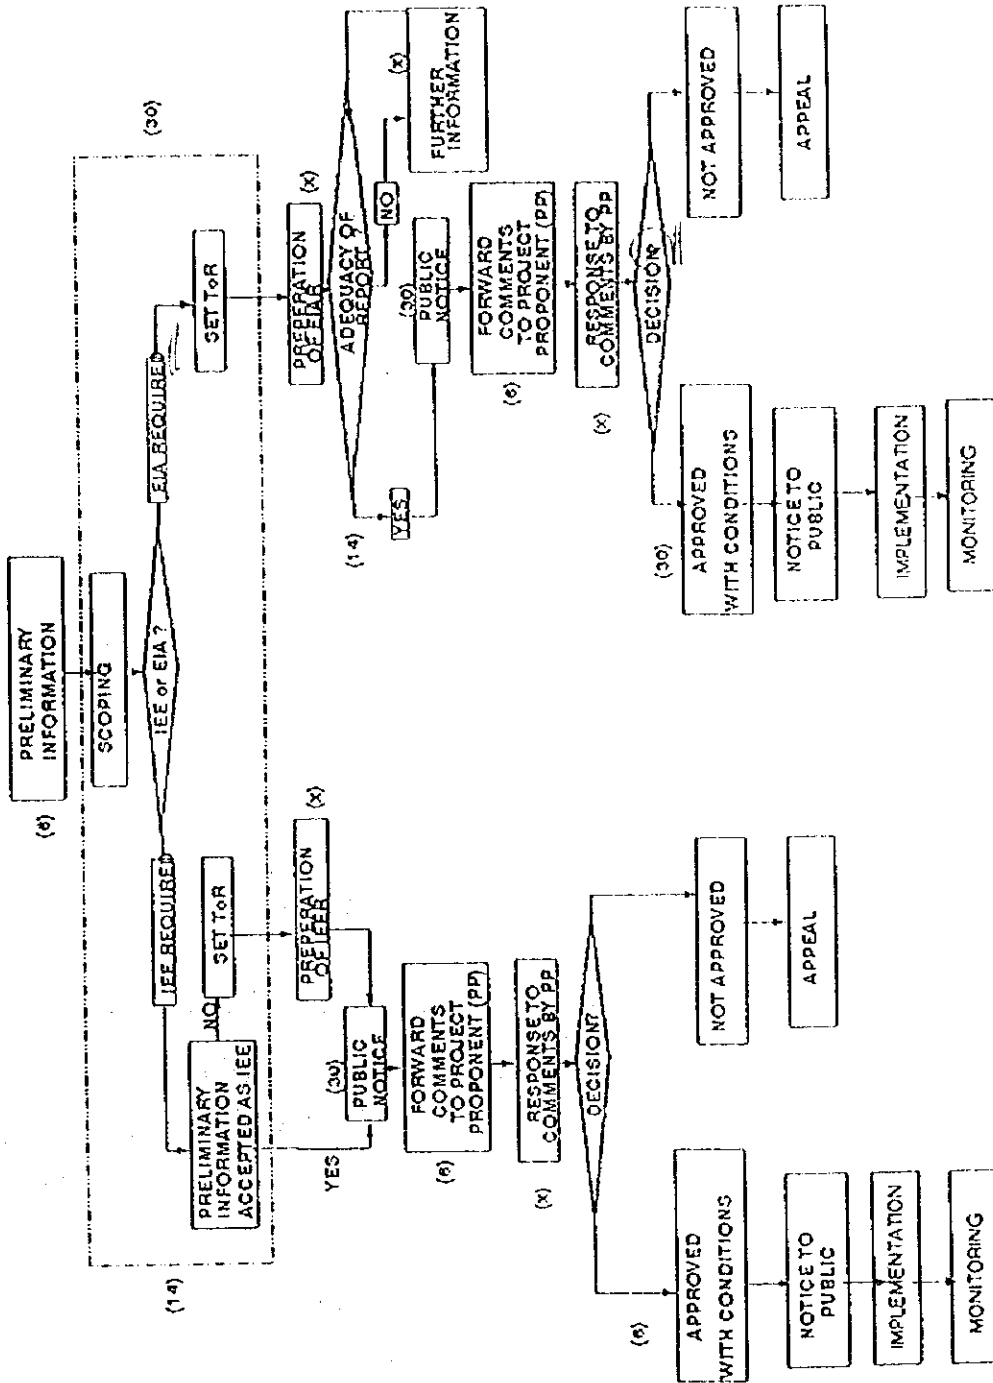 PRELIMINARY
INFORMATION
(6)
SCOPING
IEE or EIA ?
IEE REQUIRED
EIA REQUIRED
(14)
(30)
PRELIMINARY
INFORMATION
ACCEPTED AS IEE
NO
SET ToR
YES
PREPERATION
OF IEER
(x)
(30)
PUBLIC
NOTICE
(6)
FORWARD
COMMENTS
TO PROJECT
PROPONENT (PP)
(x)
RESPONSE TO
COMMENTS BY PP
DECISION?
(6)
APPROVED
WITH CONDITIONS
NOTICE TO
PUBLIC
IMPLEMENTATION
MONITORING
NOT APPROVED
APPEAL
SET ToR
PREPERATION
OF EIAR
(x)
ADEQUACY OF
REPORT ?
(14)
YES
NO
(x)
FURTHER
INFORMATION
(30)
PUBLIC
NOTICE
(6)
FORWARD
COMMENTS
TO PROJECT
PROPONENT (PP)
(x)
RESPONSE TO
COMMENTS BY PP
DECISION
(30)
APPROVED
WITH CONDITIONS
NOTICE TO
PUBLIC
IMPLEMENTATION
MONITORING
NOT APPROVED
APPEAL